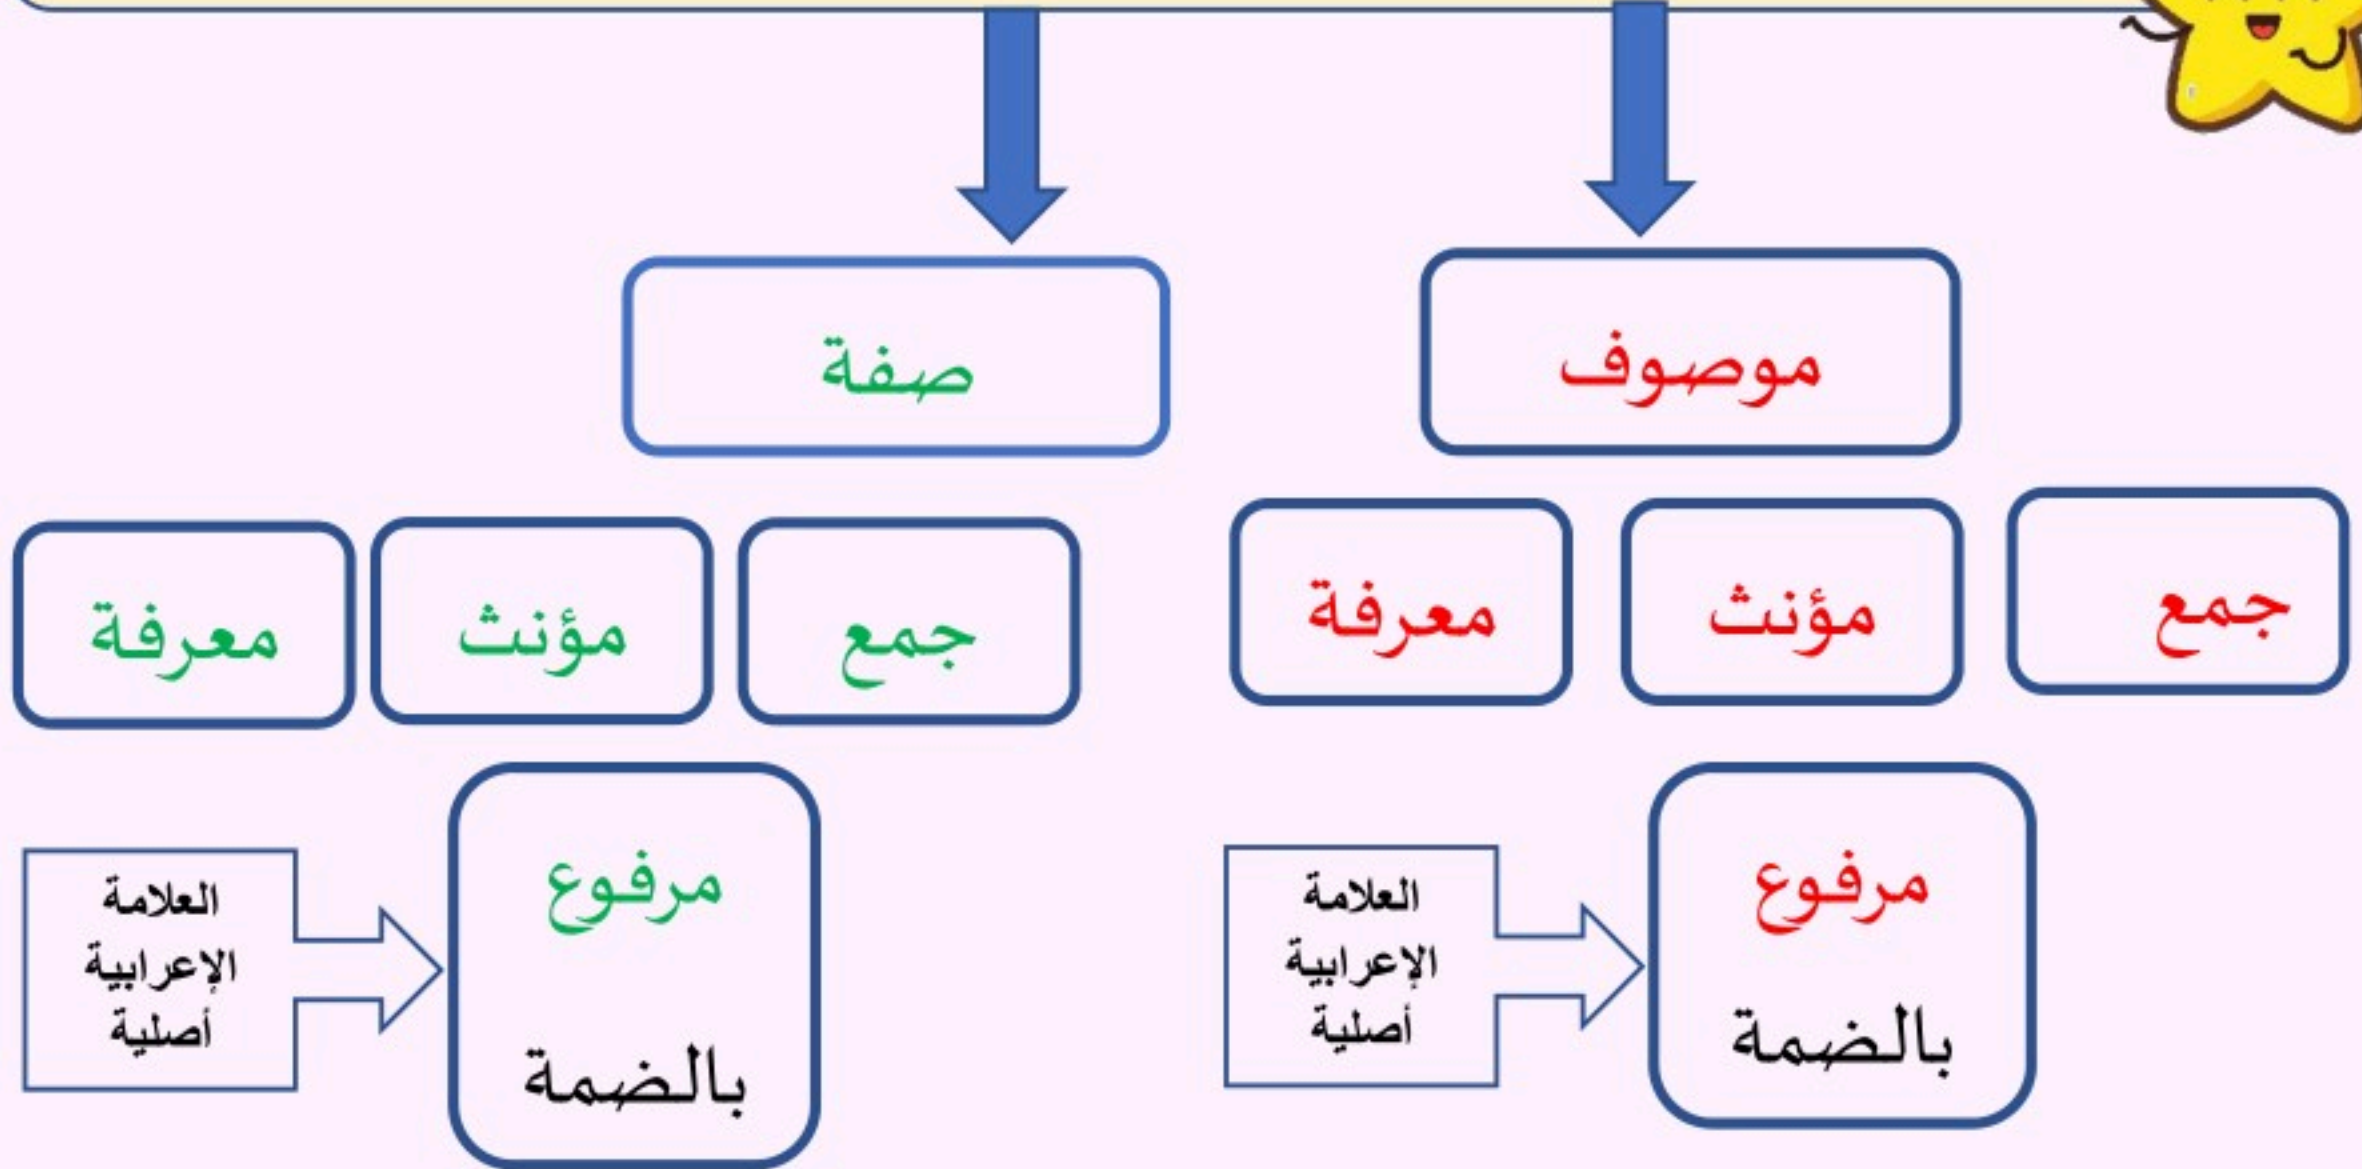 موصوف
صفة
جمع
مؤنث
معرفة
جمع
مؤنث
معرفة
مرفوع
بالضمة
العلامة
الإعرابية
أصلية
مرفوع
بالضمة
العلامة
الإعرابية
أصلية